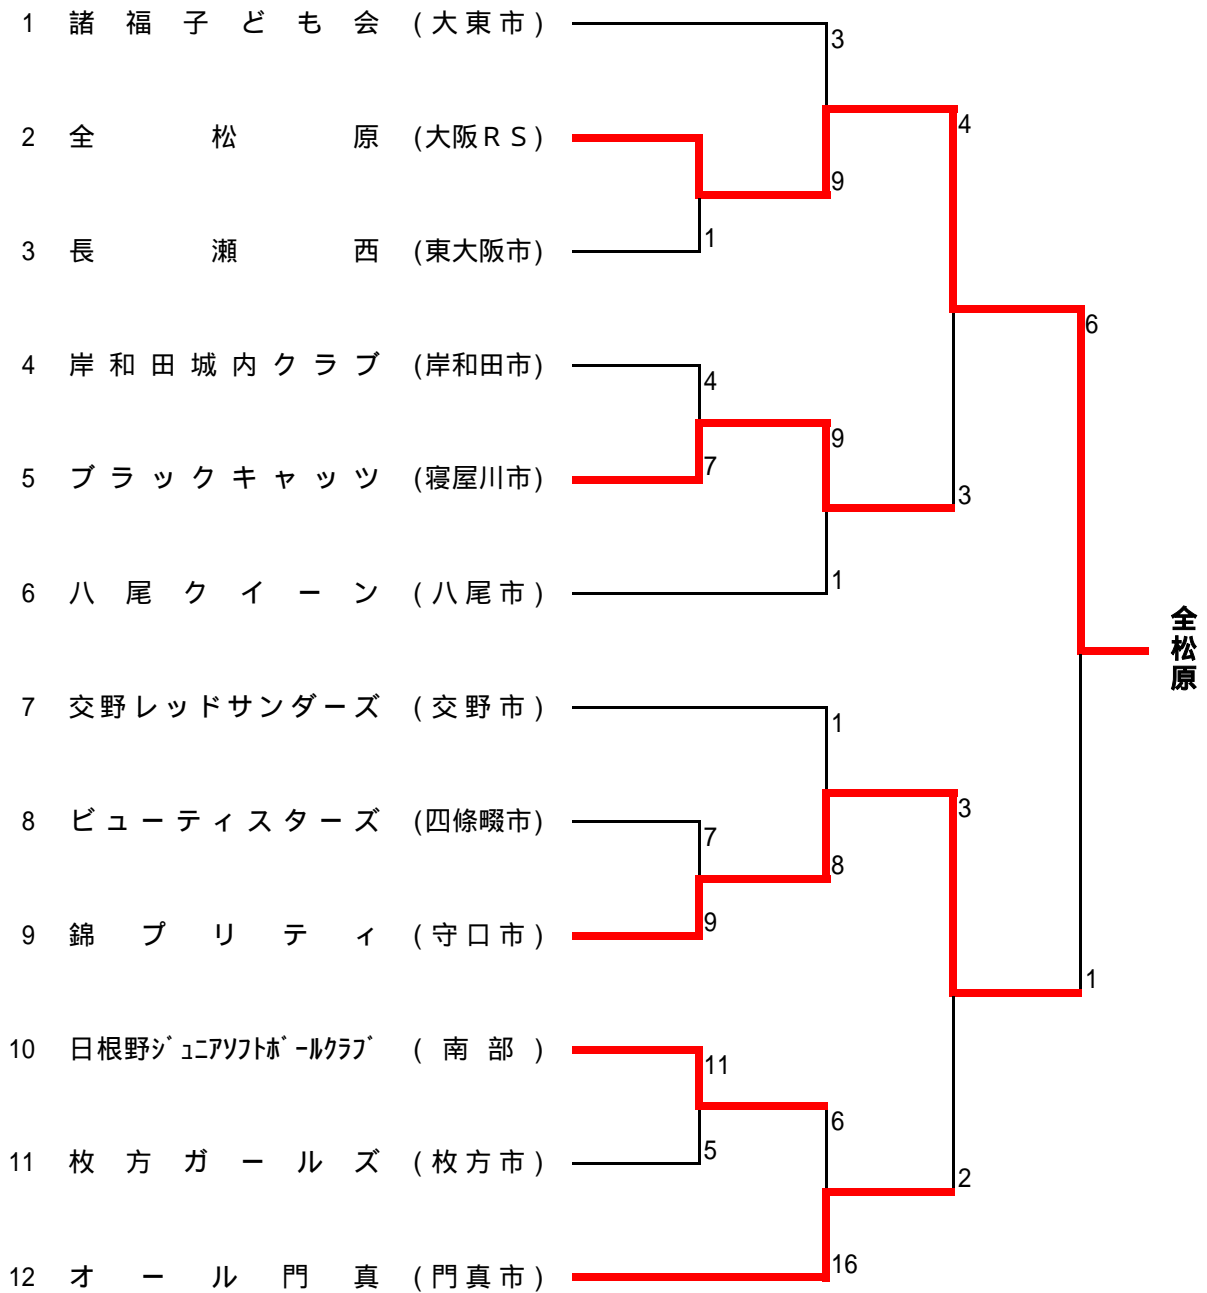 1 諸福子ども会 (大東市)
3
4
2 全松原 (大阪ＲＳ)
9
3 長瀬西 (東大阪市)
1
6
4 岸和田城内クラブ (岸和田市)
4
9
5 ブラックキャッツ (寝屋川市)
7
3
6 八尾クイーン (八尾市)
1
全松原
7 交野レッドサンダーズ (交野市)
1
3
8 ビューティスターズ (四條畷市)
7
8
9 錦プリティ (守口市)
9
1
10 日根野ｼﾞｭﾆｱｿﾌﾄﾎﾞｰﾙｸﾗﾌﾞ (南部)
11
6
11 枚方ガールズ (枚方市)
5
2
12 オール門真 (門真市)
16